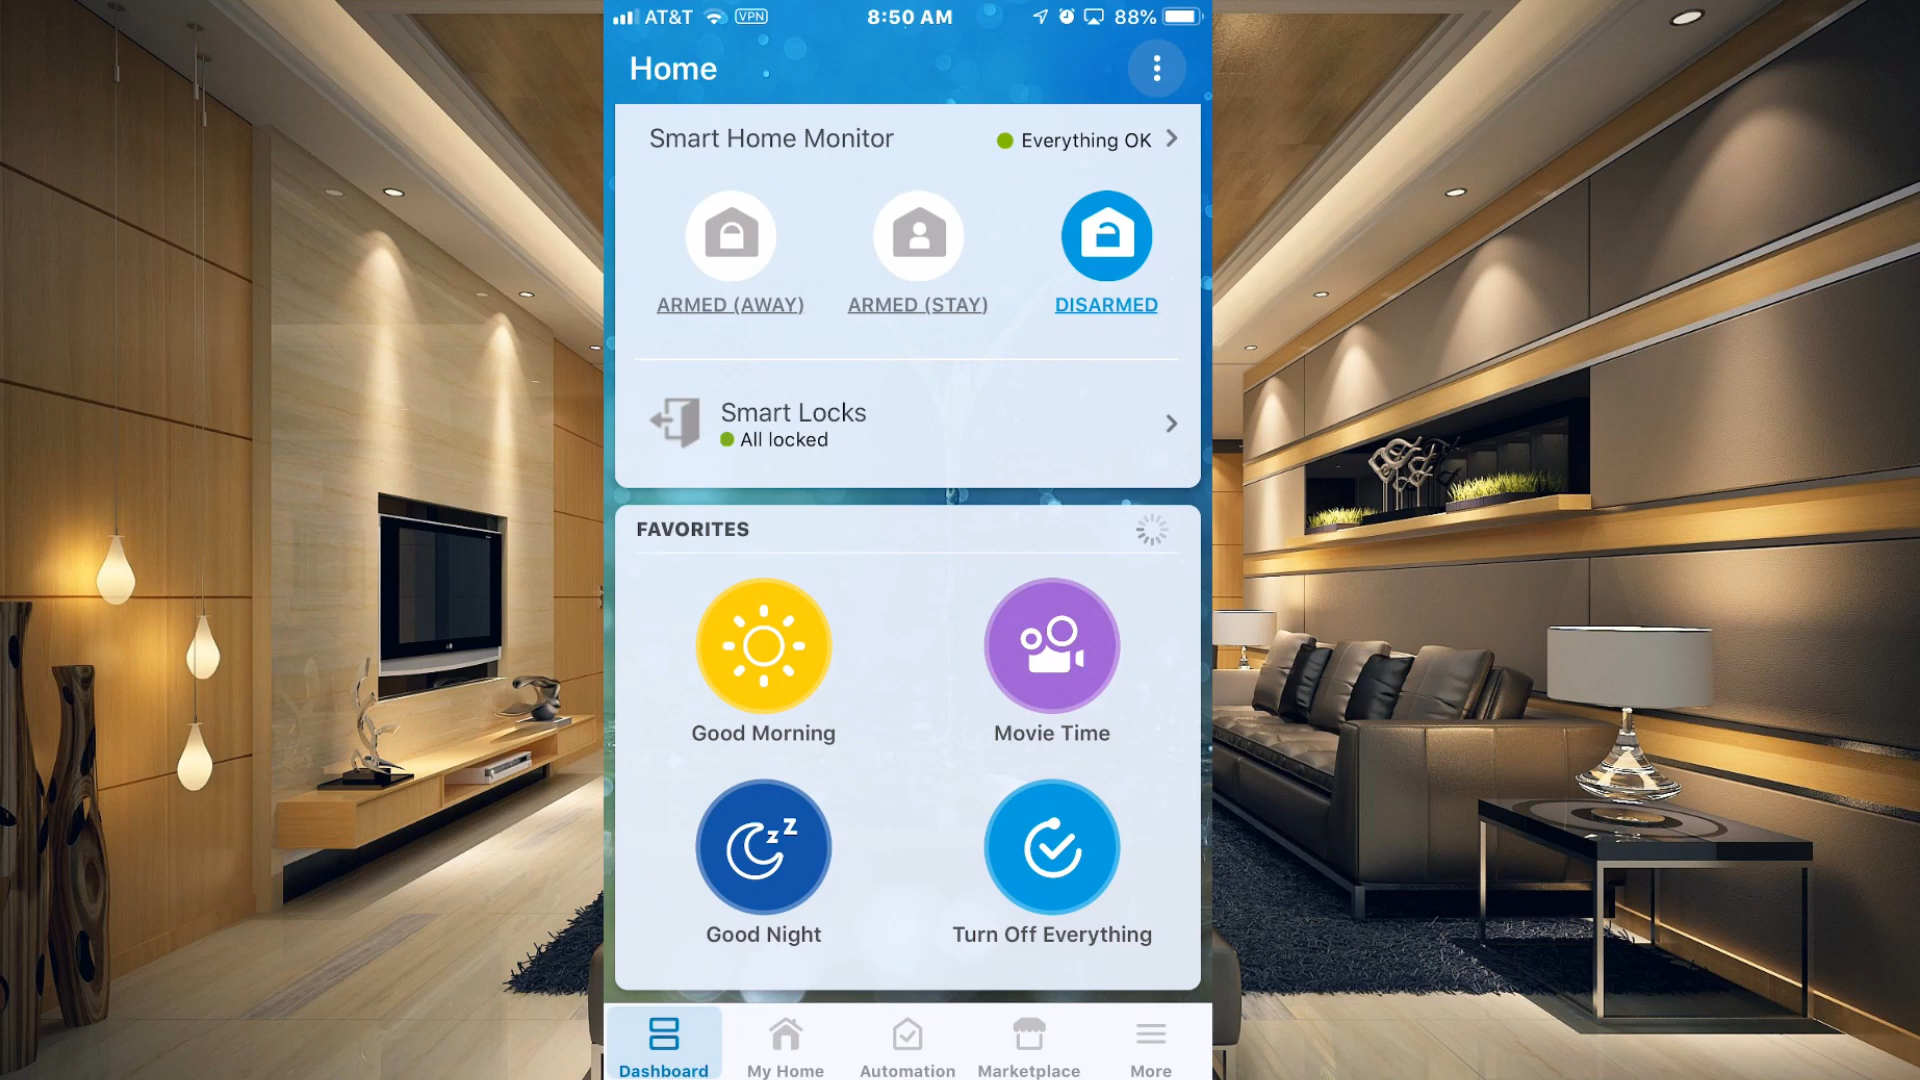 AT&T VPN 8:50 AM 88%
Home
Smart Home Monitor Everything OK
ARMED (AWAY) ARMED (STAY) DISARMED
Smart Locks
All locked
FAVORITES
Good Morning Movie Time
z z
Good Night Turn Off Everything
Dashboard My Home Automation Marketplace More